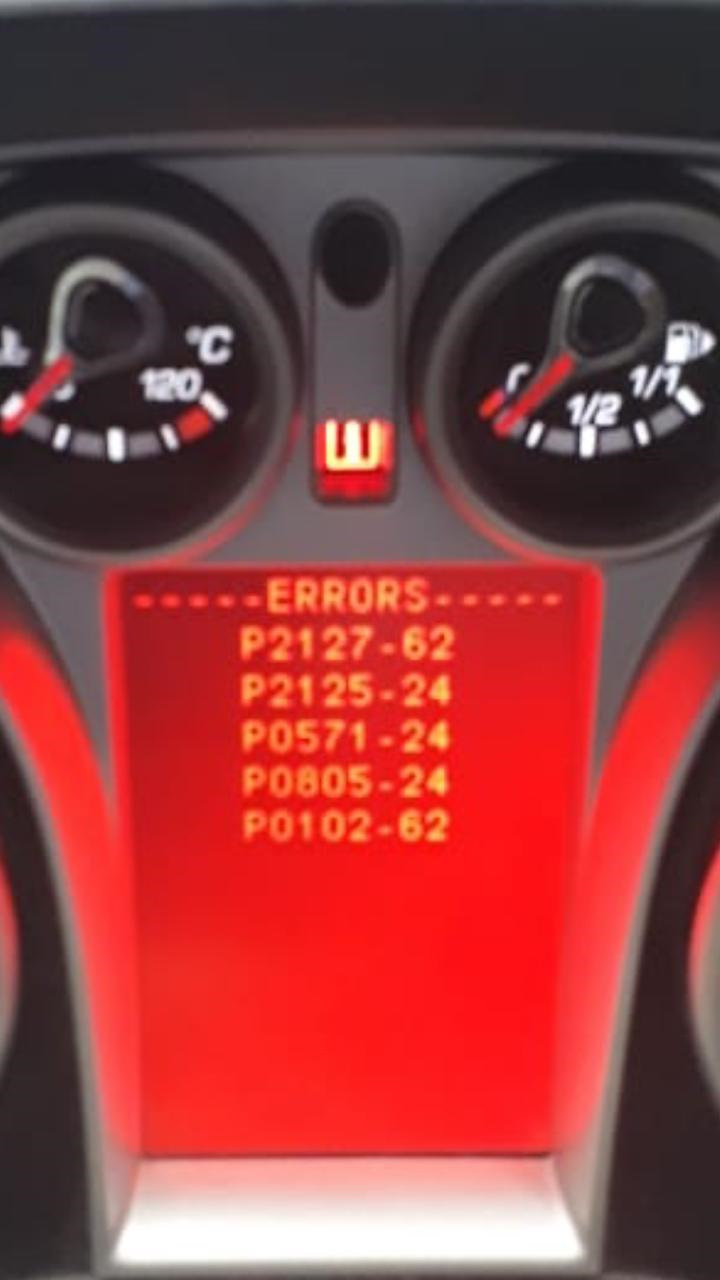 °C
120
1/2
1/1
-----ERRORS-----
P2127-62
P2125-24
P0571-24
P0805-24
P0102-62